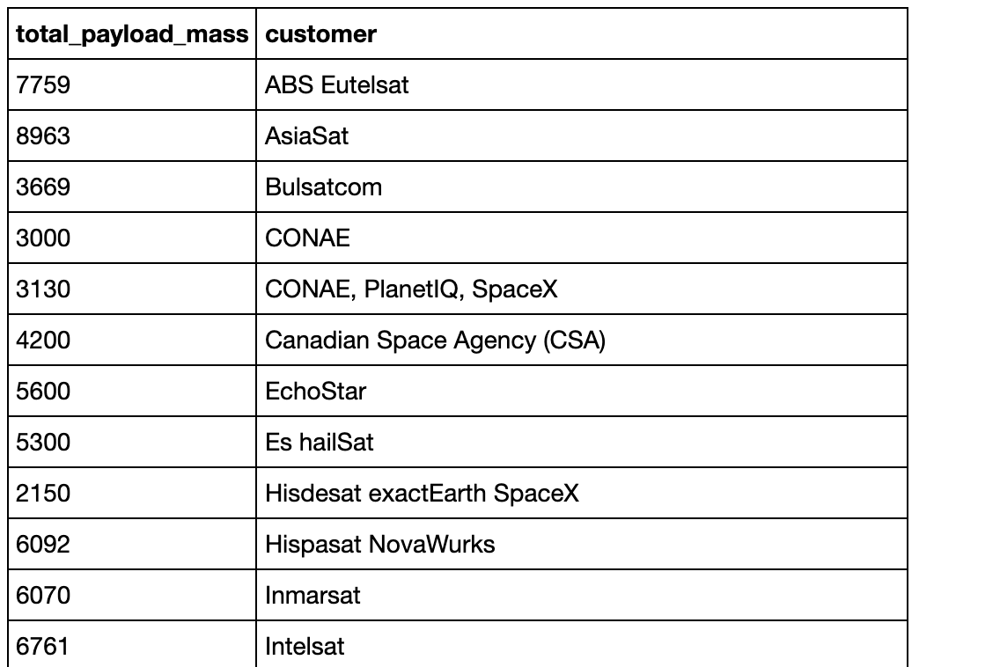 total_payload_mass customer
7759 ABS Eutelsat
8963 AsiaSat
3669 Bulsatcom
3000 CONAE
3130 CONAE, PlanetIQ, SpaceX
4200 Canadian Space Agency (CSA)
5600 EchoStar
5300 Es hailSat
2150 Hisdesat exactEarth SpaceX
6092 Hispasat NovaWurks
6070 Inmarsat
6761 Intelsat